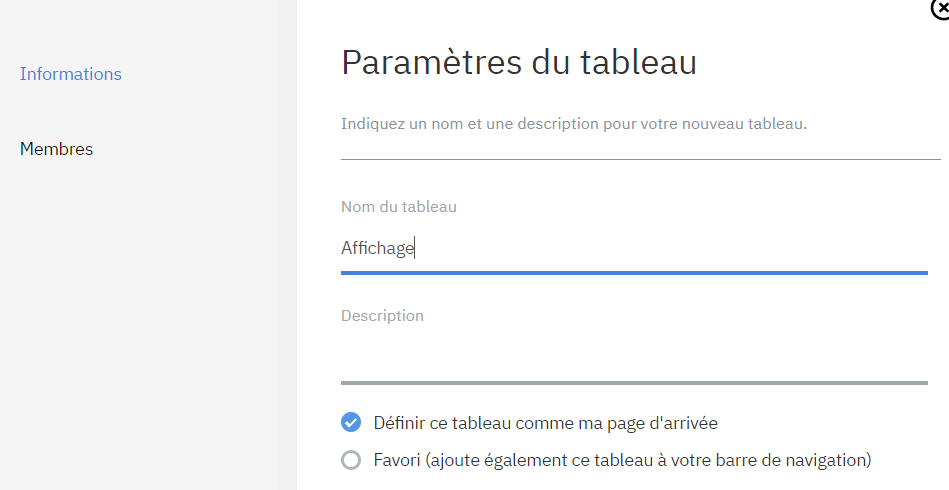 Informations
Membres
Paramètres du tableau
Indiquez un nom et une description pour votre nouveau tableau.
Nom du tableau
Affichage
Description
Définir ce tableau comme ma page d'arrivée
Favori (ajoute également ce tableau à votre barre de navigation)